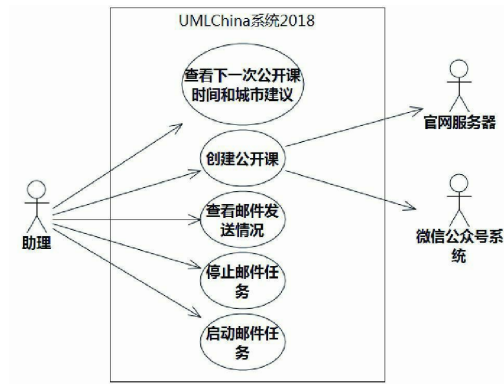 UMLChina系统2018
查看下一次公开课
时间和城市建议
创建公开课
查看邮件发
送情况
停止邮件任
务
启动邮件任
务
助理
官网服务器
微信公众号系
统